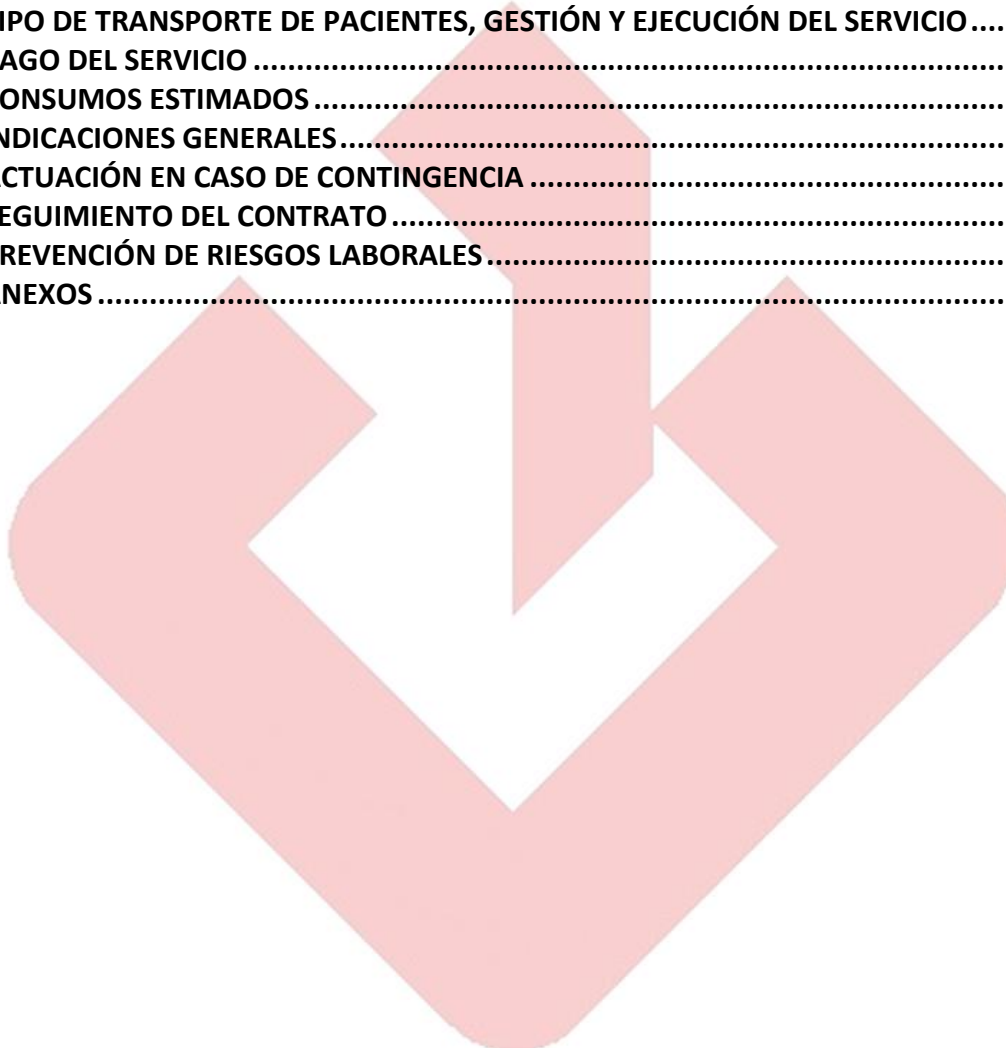 IPO DE TRANSPORTE DE PACIENTES, GESTIÓN Y EJECUCIÓN DEL SERVICIO ....
AGO DEL SERVICIO ........................................................................................
ONSUMOS ESTIMADOS ................................................................................
NDICACIONES GENERALES .............................................................................
CTUACIÓN EN CASO DE CONTINGENCIA .......................................................
EGUIMIENTO DEL CONTRATO .......................................................................
REVENCIÓN DE RIESGOS LABORALES ............................................................
NEXOS .........................................................................................................